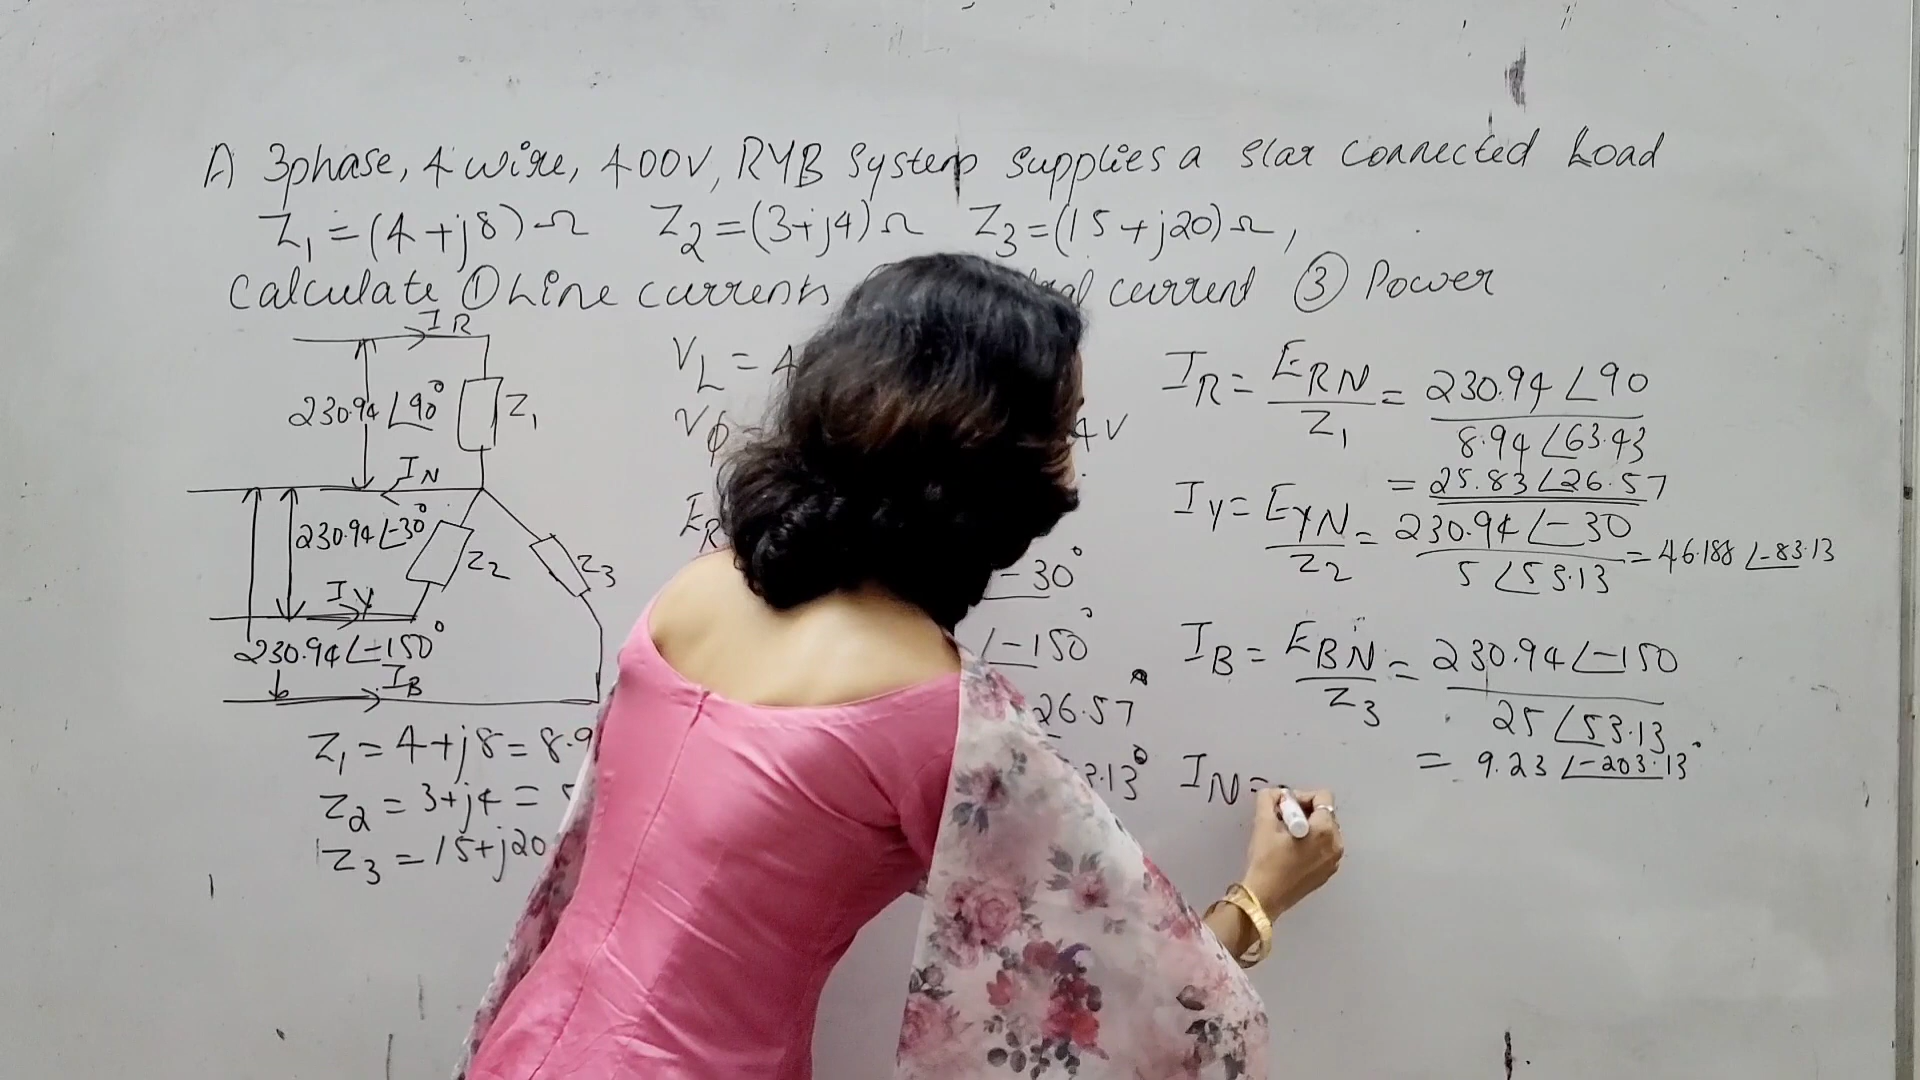 A 3phase, 4 wire, 400V, RYB System supplies a star connected Load
Z1 = (4+j8)Ω Z2 = (3+j4)Ω Z3 = (15+j20)Ω,
Calculate ① Line currents current ③ Power
IR
230.94 ∠90°
Z1
IN
230.94 ∠-30°
Z2
Z3
IY
230.94 ∠-150°
IB
Z1 = 4+j8 = 8.9
Z2 = 3+j4 =
Z3 = 15+j20
VL = 4
Vφ =
4V
ER
-30°
∠-150°
26.57°
3.13°
IR = ERN/Z1 = 230.94 ∠90 / 8.94 ∠63.43
= 25.83 ∠26.57
IY = EYN/Z2 = 230.94 ∠-30 / 5 ∠53.13 = 46.188 ∠-83.13
IB = EBN/Z3 = 230.94 ∠-150 / 25 ∠53.13
= 9.23 ∠-203.13°
IN =